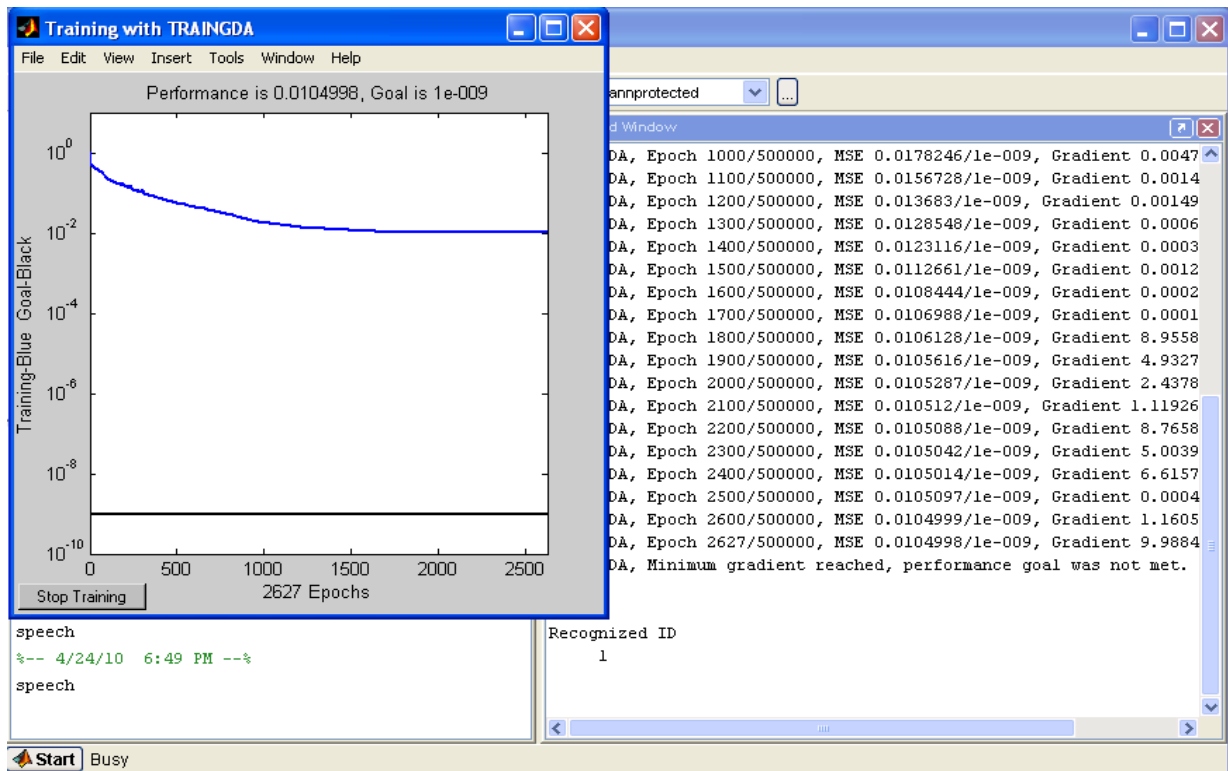 Training with TRAINGDA
File Edit View Insert Tools Window Help
Performance is 0.0104998, Goal is 1e-009
10^0
10^-2
10^-4
10^-6
10^-8
10^-10
Training-Blue Goal-Black
0 500 1000 1500 2000 2500
2627 Epochs
Stop Training
annprotected
...
d Window
DA, Epoch 1000/500000, MSE 0.0178246/1e-009, Gradient 0.0047
DA, Epoch 1100/500000, MSE 0.0156728/1e-009, Gradient 0.0014
DA, Epoch 1200/500000, MSE 0.013683/1e-009, Gradient 0.00149
DA, Epoch 1300/500000, MSE 0.0128548/1e-009, Gradient 0.0006
DA, Epoch 1400/500000, MSE 0.0123116/1e-009, Gradient 0.0003
DA, Epoch 1500/500000, MSE 0.0112661/1e-009, Gradient 0.0012
DA, Epoch 1600/500000, MSE 0.0108444/1e-009, Gradient 0.0002
DA, Epoch 1700/500000, MSE 0.0106988/1e-009, Gradient 0.0001
DA, Epoch 1800/500000, MSE 0.0106128/1e-009, Gradient 8.9558
DA, Epoch 1900/500000, MSE 0.0105616/1e-009, Gradient 4.9327
DA, Epoch 2000/500000, MSE 0.0105287/1e-009, Gradient 2.4378
DA, Epoch 2100/500000, MSE 0.010512/1e-009, Gradient 1.11926
DA, Epoch 2200/500000, MSE 0.0105088/1e-009, Gradient 8.7658
DA, Epoch 2300/500000, MSE 0.0105042/1e-009, Gradient 5.0039
DA, Epoch 2400/500000, MSE 0.0105014/1e-009, Gradient 6.6157
DA, Epoch 2500/500000, MSE 0.0105097/1e-009, Gradient 0.0004
DA, Epoch 2600/500000, MSE 0.0104999/1e-009, Gradient 1.1605
DA, Epoch 2627/500000, MSE 0.0104998/1e-009, Gradient 9.9884
DA, Minimum gradient reached, performance goal was not met.
Recognized ID
1
speech
%-- 4/24/10 6:49 PM --%
speech
Start Busy